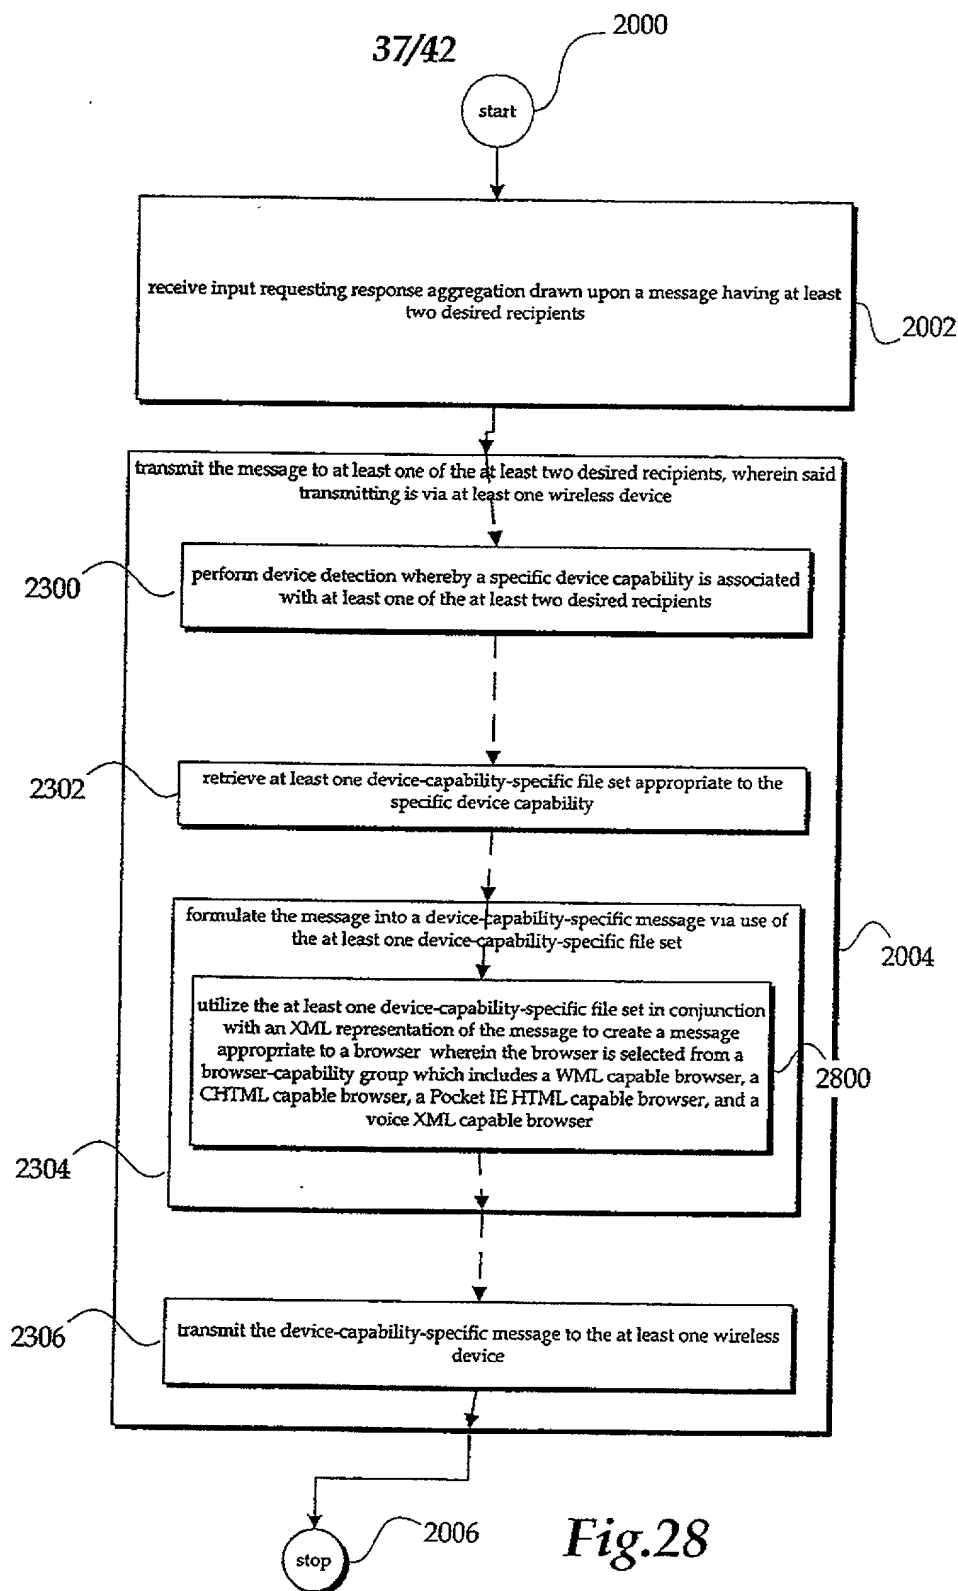 37/42
2000
start
receive input requesting response aggregation drawn upon a message having at least
two desired recipients
2002
transmit the message to at least one of the at least two desired recipients, wherein said
transmitting is via at least one wireless device
2300
perform device detection whereby a specific device capability is associated
with at least one of the at least two desired recipients
2302
retrieve at least one device-capability-specific file set appropriate to the
specific device capability
formulate the message into a device-capability-specific message via use of
the at least one device-capability-specific file set
2004
utilize the at least one device-capability-specific file set in conjunction
with an XML representation of the message to create a message
appropriate to a browser wherein the browser is selected from a
browser-capability group which includes a WML capable browser, a
CHTML capable browser, a Pocket IE HTML capable browser, and a
voice XML capable browser
2800
2304
2306
transmit the device-capability-specific message to the at least one wireless
device
2006
stop
Fig.28